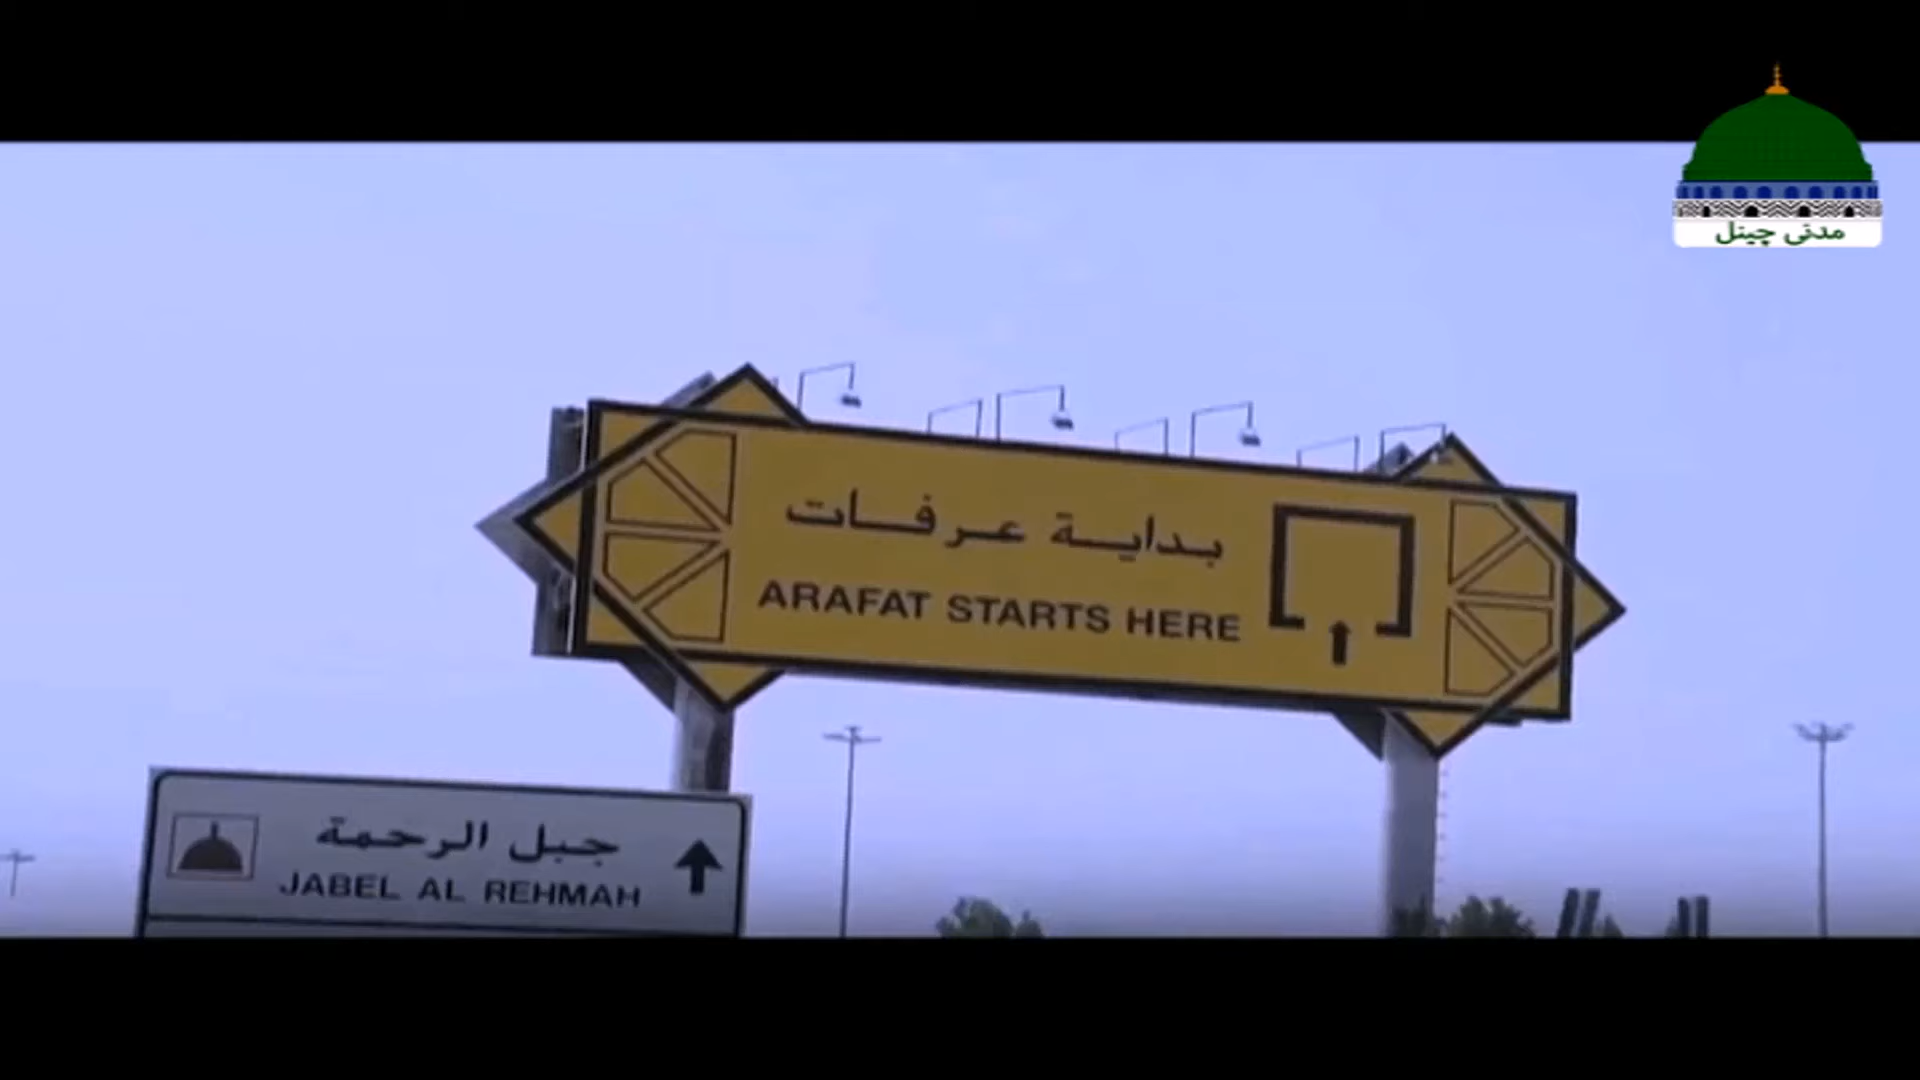 مدنی چینل
بداية عرفات
ARAFAT STARTS HERE
جبل الرحمة
JABEL AL REHMAH